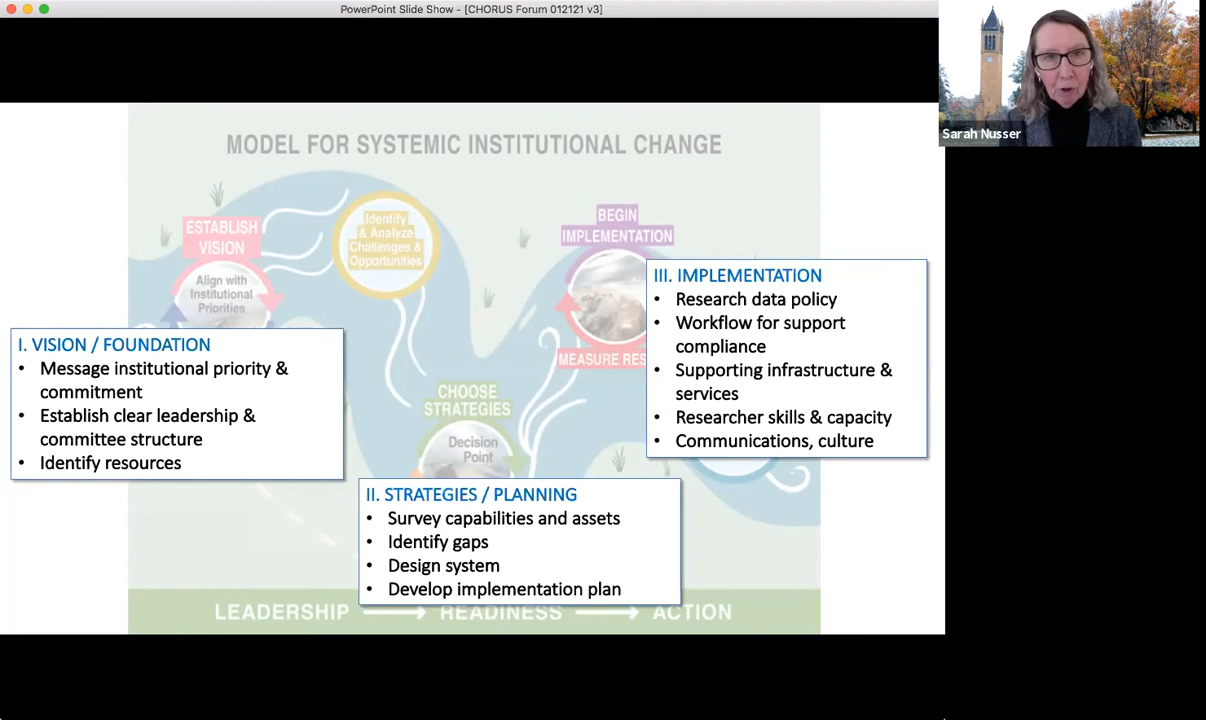 PowerPoint Slide Show - [CHORUS Forum 012121 v3]
Sarah Nusser
MODEL FOR SYSTEMIC INSTITUTIONAL CHANGE
ESTABLISH
VISION
Align with
Institutional
Priorities
Identify
& Analyze
Challenges &
Opportunities
BEGIN
IMPLEMENTATION
MEASURE
CHOOSE
STRATEGIES
Decision
Point
I. VISION / FOUNDATION
• Message institutional priority &
commitment
• Establish clear leadership &
committee structure
• Identify resources
II. STRATEGIES / PLANNING
• Survey capabilities and assets
• Identify gaps
• Design system
• Develop implementation plan
III. IMPLEMENTATION
• Research data policy
• Workflow for support
compliance
• Supporting infrastructure &
services
• Researcher skills & capacity
• Communications, culture
LEADERSHIP → READINESS → ACTION